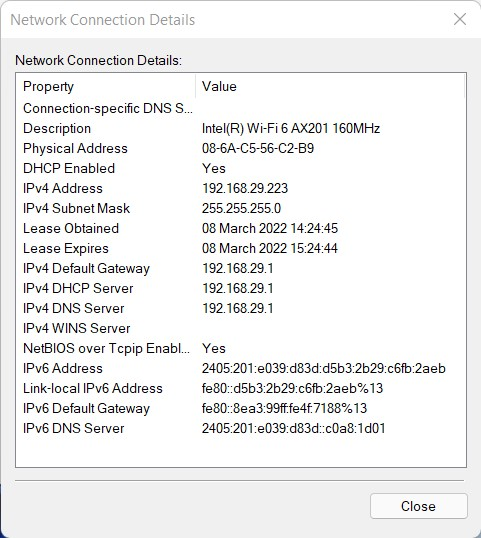 Network Connection Details
Network Connection Details:
Property Value
Connection-specific DNS S...
Description Intel(R) Wi-Fi 6 AX201 160MHz
Physical Address 08-6A-C5-56-C2-B9
DHCP Enabled Yes
IPv4 Address 192.168.29.223
IPv4 Subnet Mask 255.255.255.0
Lease Obtained 08 March 2022 14:24:45
Lease Expires 08 March 2022 15:24:44
IPv4 Default Gateway 192.168.29.1
IPv4 DHCP Server 192.168.29.1
IPv4 DNS Server 192.168.29.1
IPv4 WINS Server
NetBIOS over Tcpip Enabl... Yes
IPv6 Address 2405:201:e039:d83d:d5b3:2b29:c6fb:2aeb
Link-local IPv6 Address fe80::d5b3:2b29:c6fb:2aeb%13
IPv6 Default Gateway fe80::8ea3:99ff:fe4f:7188%13
IPv6 DNS Server 2405:201:e039:d83d::c0a8:1d01
Close